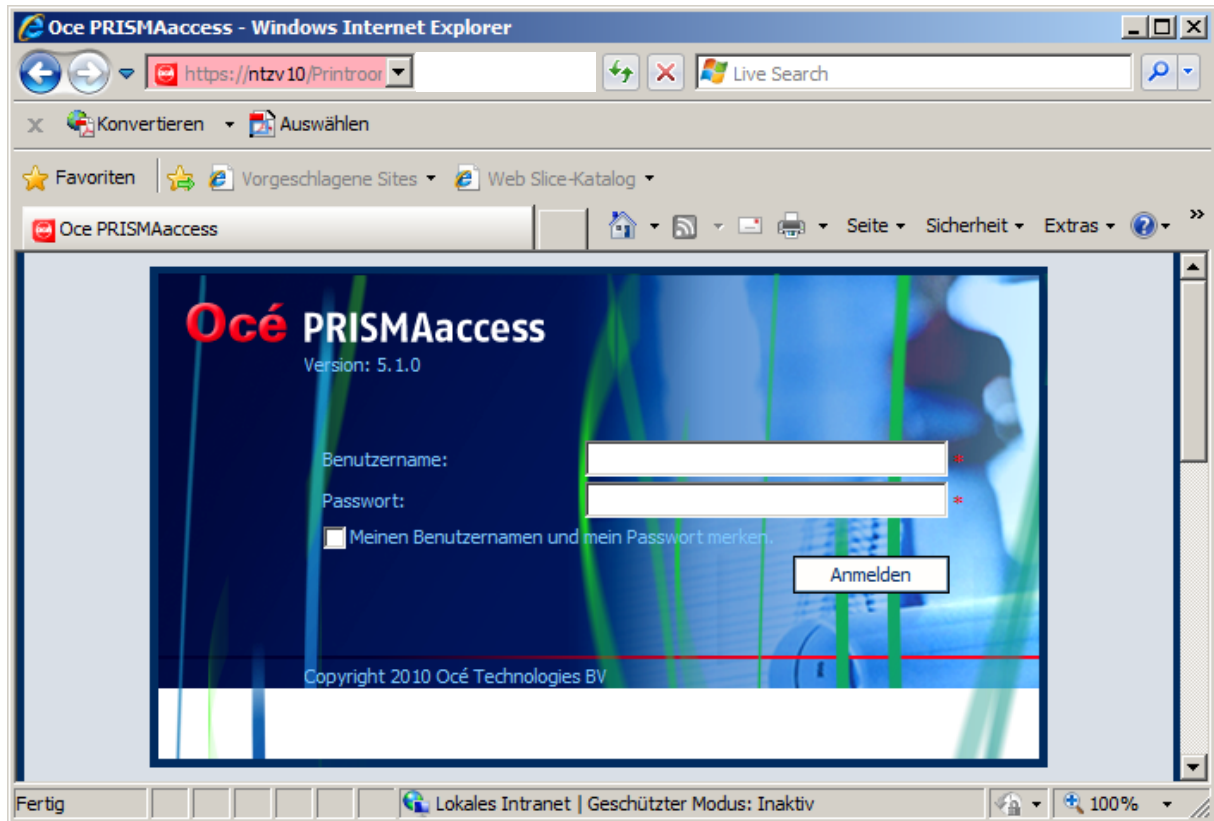 Oce PRISMAaccess - Windows Internet Explorer
https://ntzv10/Printroor
Live Search
x Konvertieren Auswählen
Favoriten Vorgeschlagene Sites Web Slice-Katalog
Oce PRISMAaccess Seite Sicherheit Extras »
Océ PRISMAaccess
Version: 5.1.0
Benutzername: *
Passwort: *
Meinen Benutzernamen und mein Passwort merken.
Anmelden
Copyright 2010 Océ Technologies BV
Fertig Lokales Intranet | Geschützter Modus: Inaktiv 100%